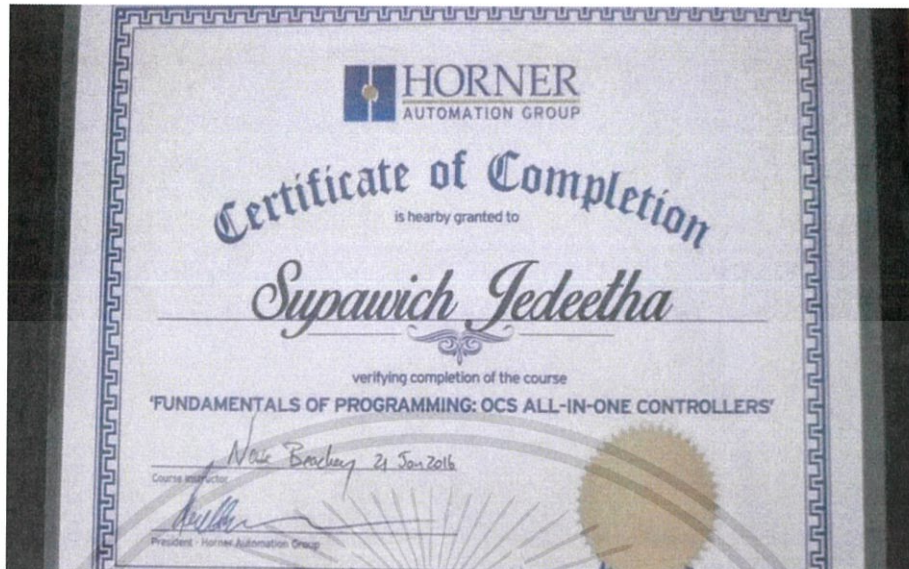 HORNER
AUTOMATION GROUP
Certificate of Completion
is hearby granted to
Supawich Jedeetha
verifying completion of the course
'FUNDAMENTALS OF PROGRAMMING: OCS ALL-IN-ONE CONTROLLERS'
21 Jan 2016
Course Instructor
President - Horner Automation Group